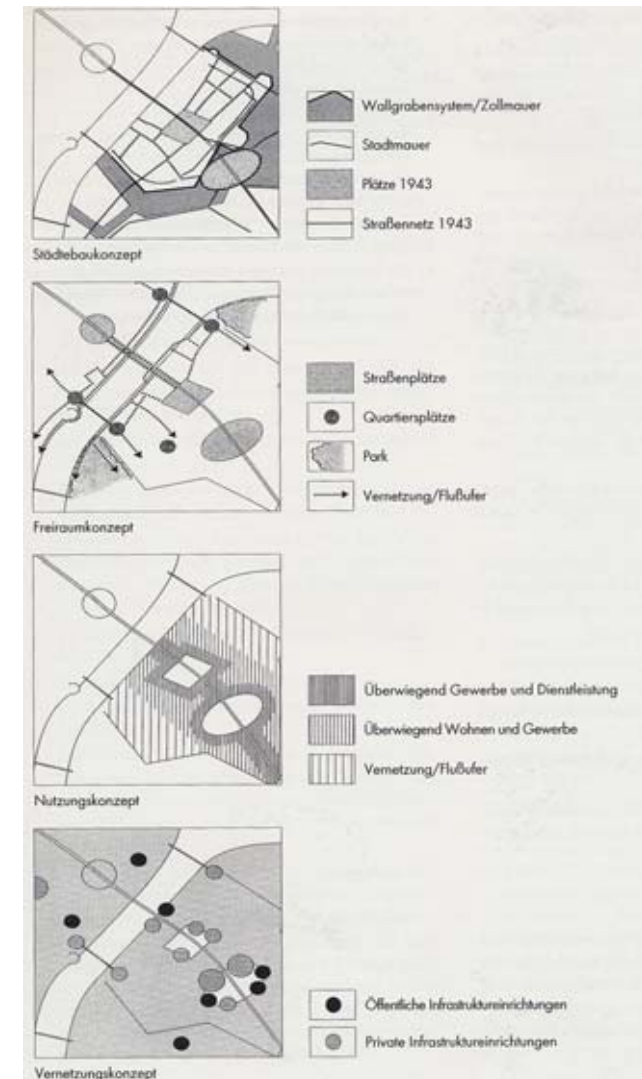 Wallgrabensystem/Zollmauer
Stadtmauer
Plätze 1943
Straßennetz 1943
Städtebaukonzept
Straßenplätze
Quartiersplätze
Park
Vernetzung/Flußufer
Freiraumkonzept
Überwiegend Gewerbe und Dienstleistung
Überwiegend Wohnen und Gewerbe
Vernetzung/Flußufer
Nutzungskonzept
Öffentliche Infrastruktureinrichtungen
Private Infrastruktureinrichtungen
Vernetzungskonzept